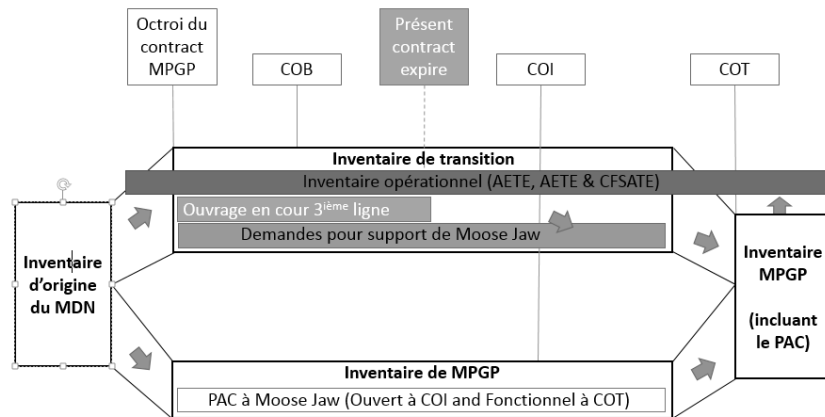 Octroi du
contract
MPGP
COB
Présent
contract
expire
COI
COT
Inventaire de transition
Inventaire opérationnel (AETE, AETE & CFSATE)
Ouvrage en cour 3ième ligne
Demandes pour support de Moose Jaw
Inventaire
d'origine
du MDN
Inventaire
MPGP
(incluant
le PAC)
Inventaire de MPGP
PAC à Moose Jaw (Ouvert à COI and Fonctionnel à COT)